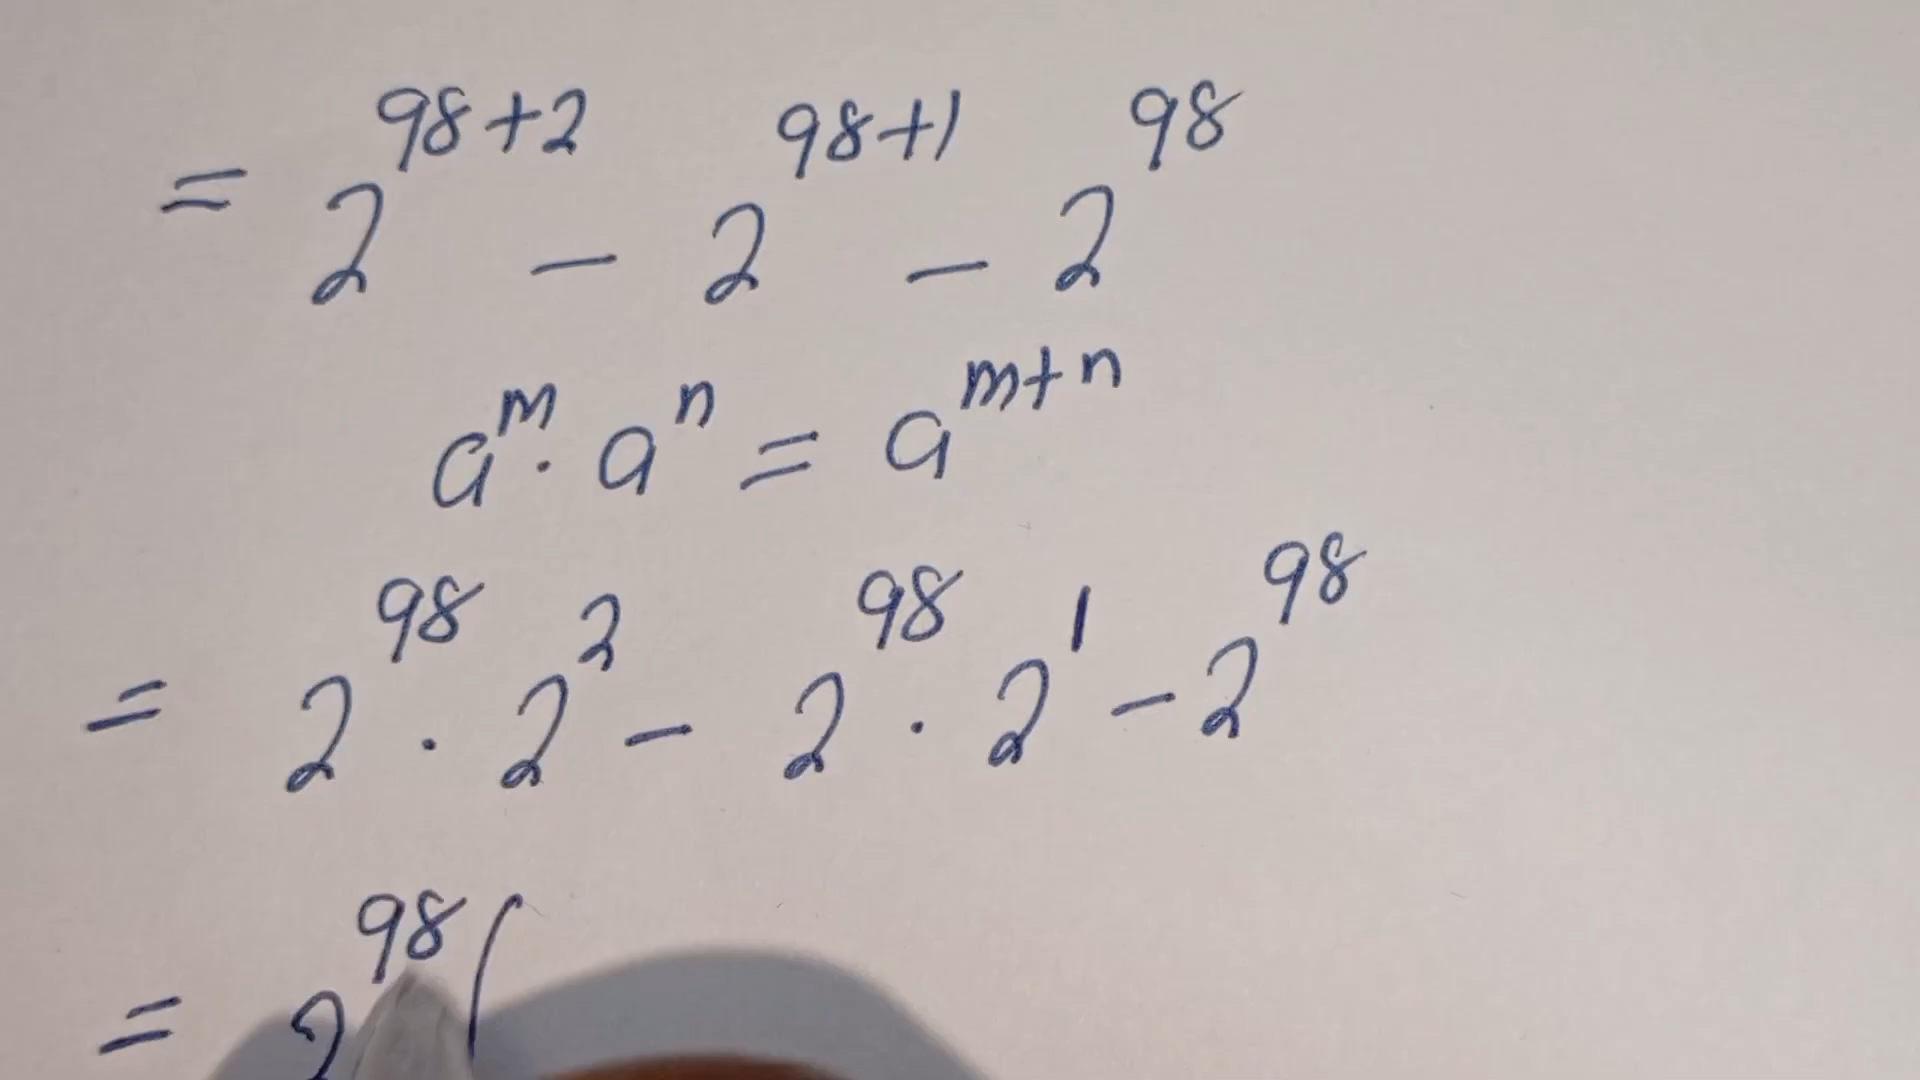 = 2^{98+2} - 2^{98+1} - 2^{98}
a^m · a^n = a^{m+n}
= 2^{98} · 2^2 - 2^{98} · 2^1 - 2^{98}
= 2^{98} (